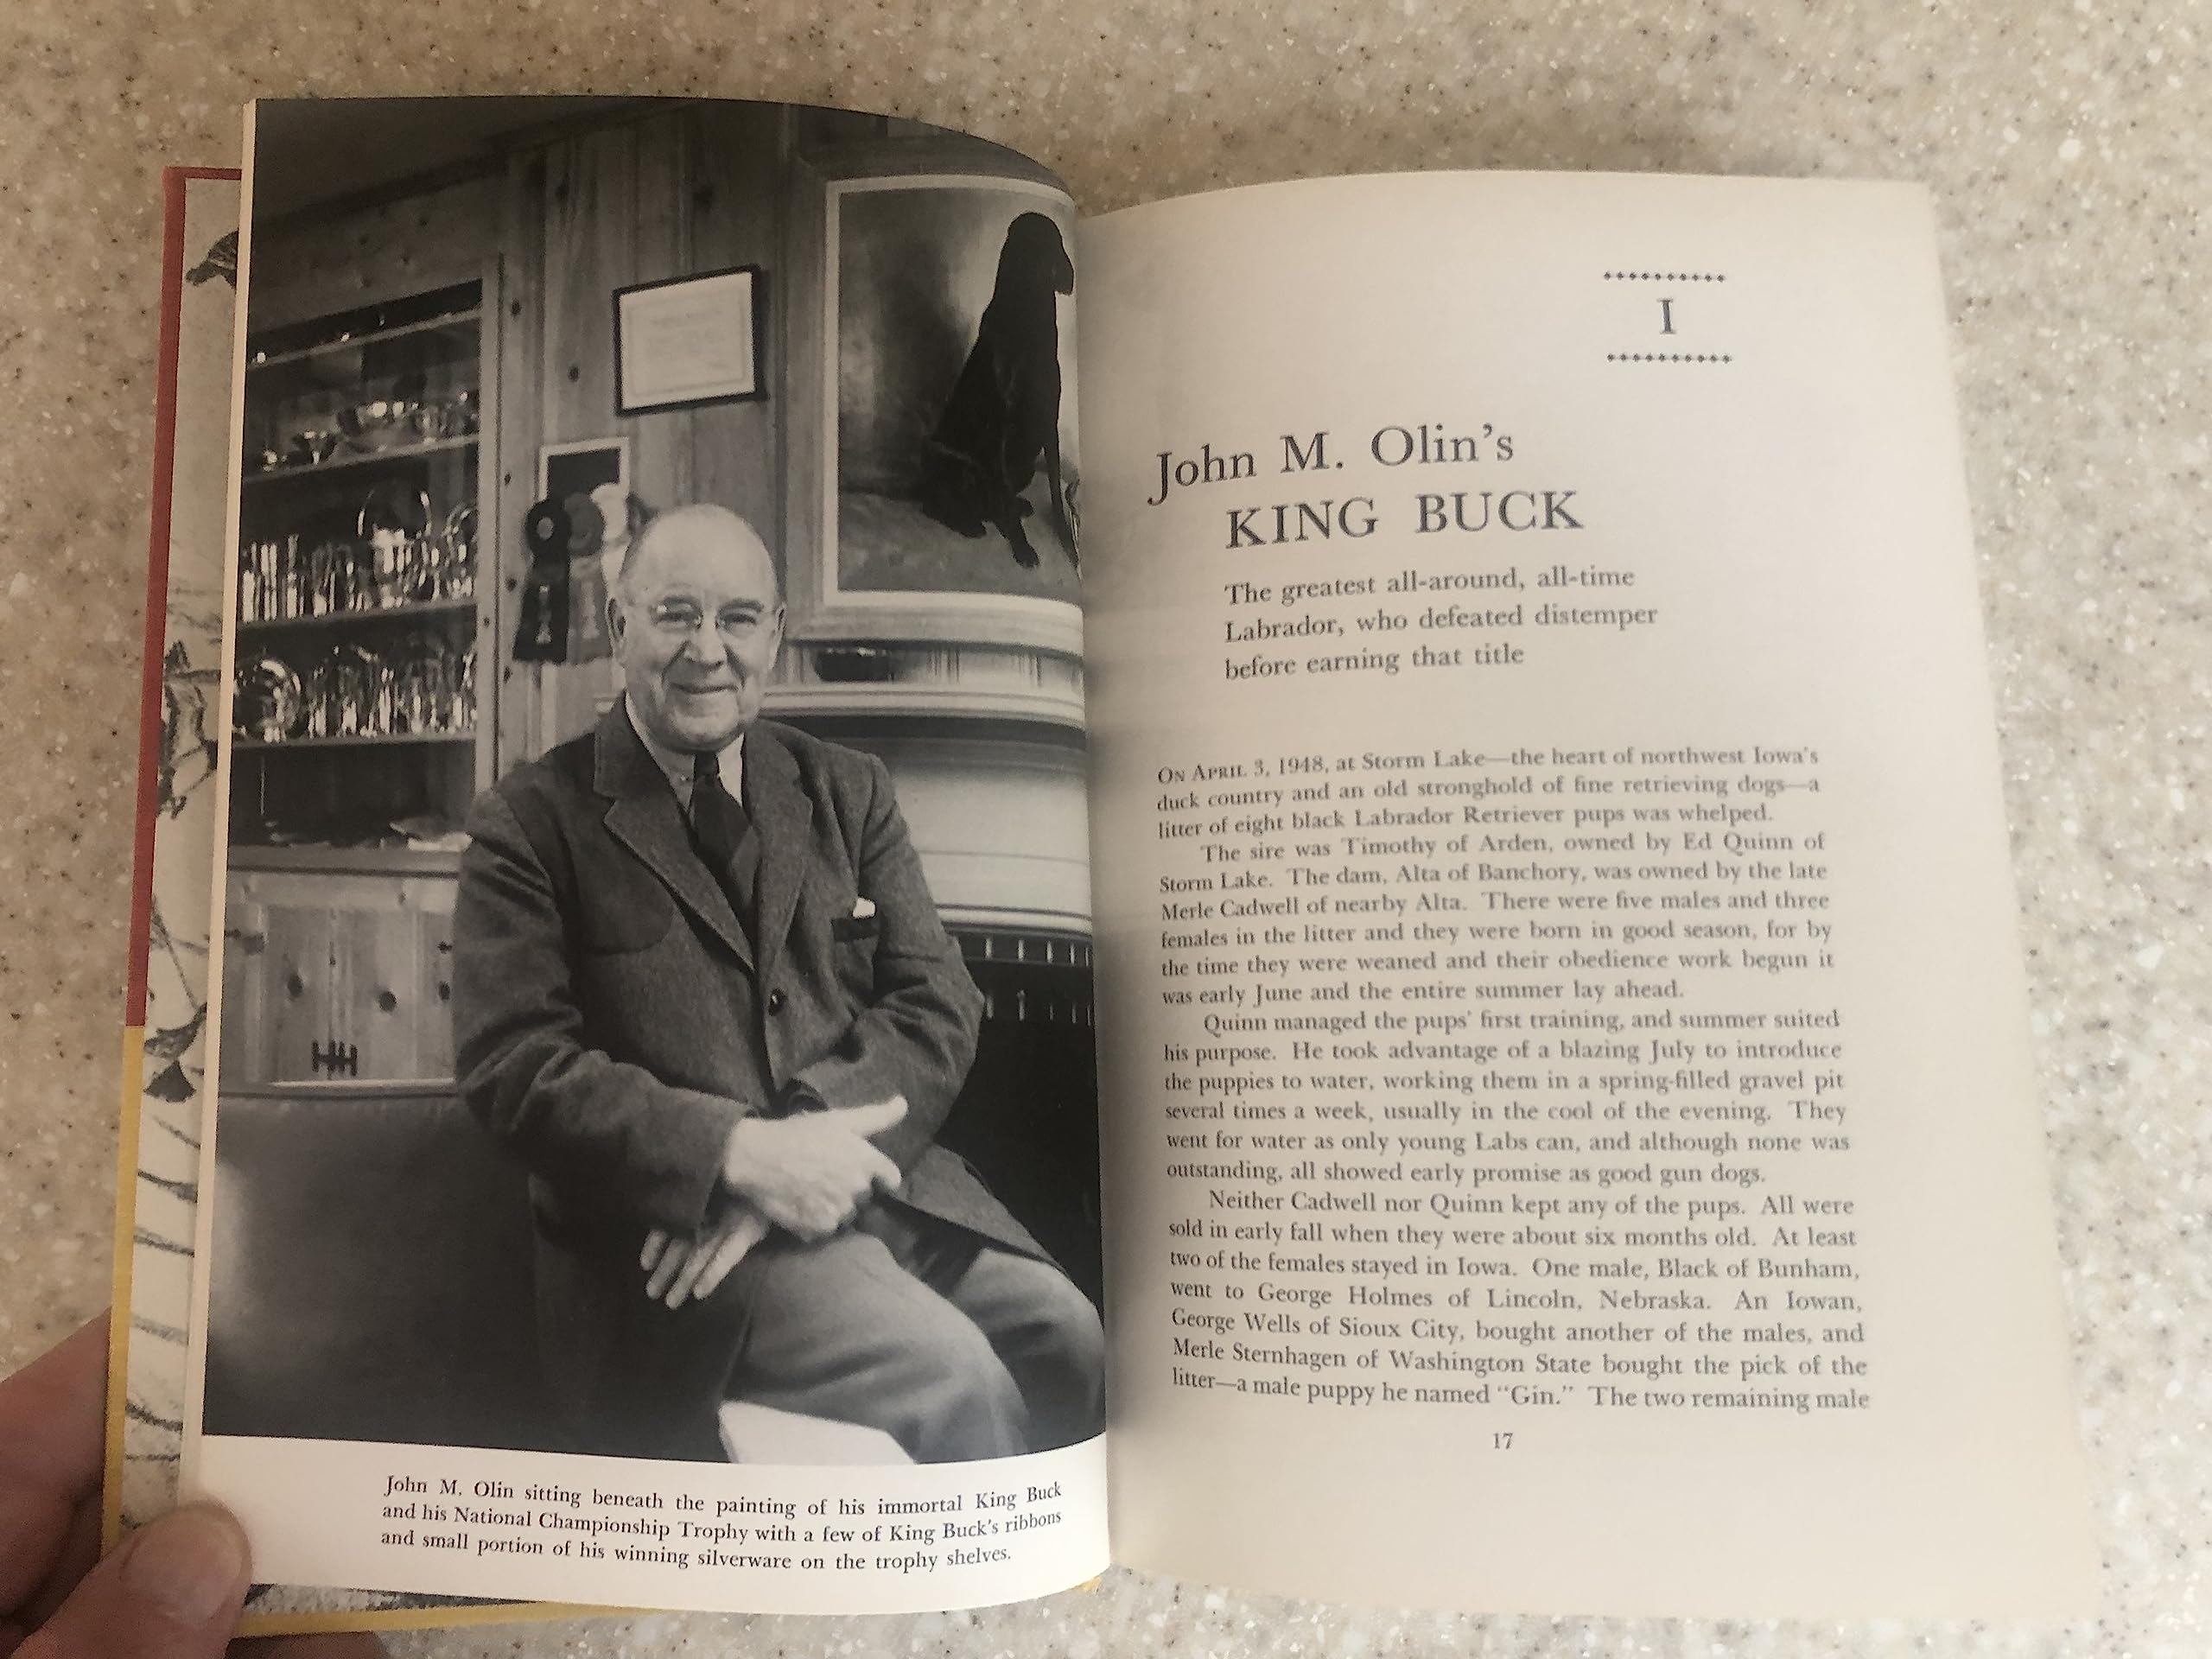 John M. Olin sitting beneath the painting of his immortal King Buck
and his National Championship Trophy with a few of King Buck's ribbons
and small portion of his winning silverware on the trophy shelves.
I
John M. Olin's
KING BUCK
The greatest all-around, all-time
Labrador, who defeated distemper
before earning that title
ON APRIL 3, 1948, at Storm Lake—the heart of northwest Iowa's
duck country and an old stronghold of fine retrieving dogs—a
litter of eight black Labrador Retriever pups was whelped.
The sire was Timothy of Arden, owned by Ed Quinn of
Storm Lake. The dam, Alta of Banchory, was owned by the late
Merle Cadwell of nearby Alta. There were five males and three
females in the litter and they were born in good season, for by
the time they were weaned and their obedience work begun it
was early June and the entire summer lay ahead.
Quinn managed the pups' first training, and summer suited
his purpose. He took advantage of a blazing July to introduce
the puppies to water, working them in a spring-filled gravel pit
several times a week, usually in the cool of the evening. They
went for water as only young Labs can, and although none was
outstanding, all showed early promise as good gun dogs.
Neither Cadwell nor Quinn kept any of the pups. All were
sold in early fall when they were about six months old. At least
two of the females stayed in Iowa. One male, Black of Bunham,
went to George Holmes of Lincoln, Nebraska. An Iowan,
George Wells of Sioux City, bought another of the males, and
Merle Sternhagen of Washington State bought the pick of the
litter—a male puppy he named "Gin." The two remaining male
17